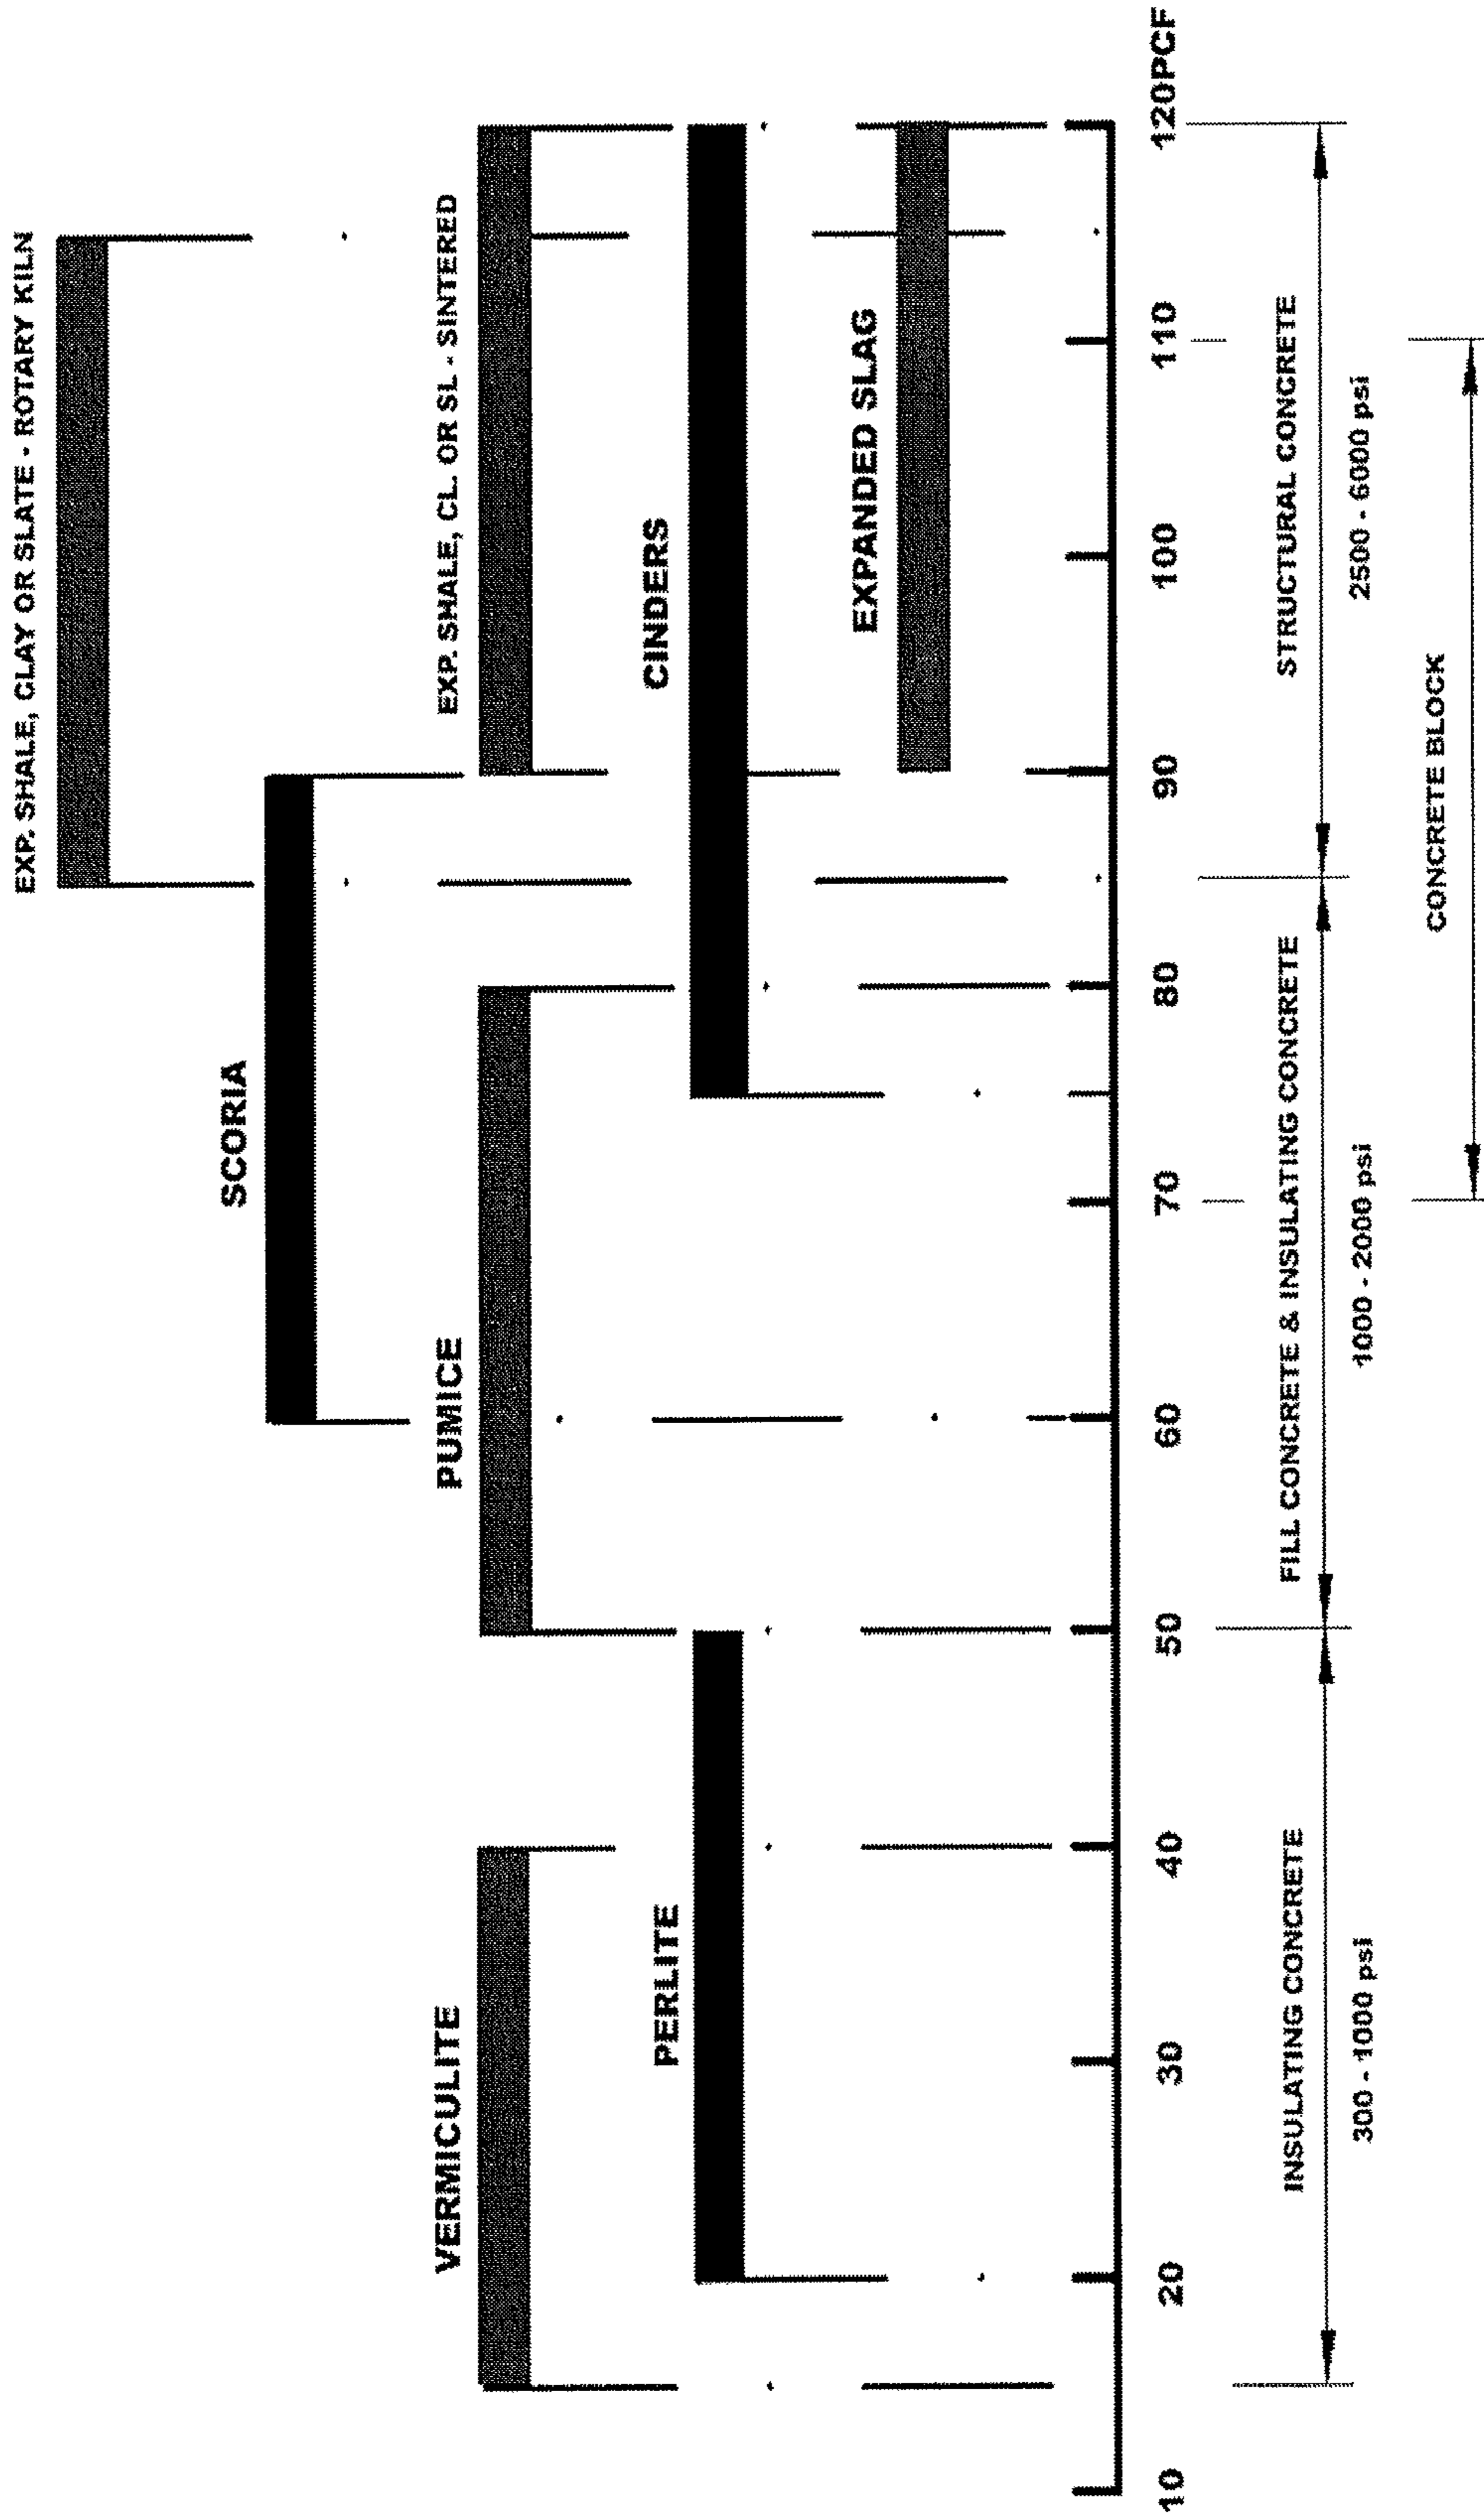 EXP. SHALE, CLAY OR SLATE - ROTARY KILN
SCORIA
VERMICULITE
PUMICE
EXP. SHALE, CL. OR SL - SINTERED
PERLITE
CINDERS
EXPANDED SLAG
10
20
30
40
50
60
70
80
90
100
110
120PCF
INSULATING CONCRETE
FILL CONCRETE & INSULATING CONCRETE
STRUCTURAL CONCRETE
300 - 1000 psi
1000 - 2000 psi
2500 - 6000 psi
CONCRETE BLOCK